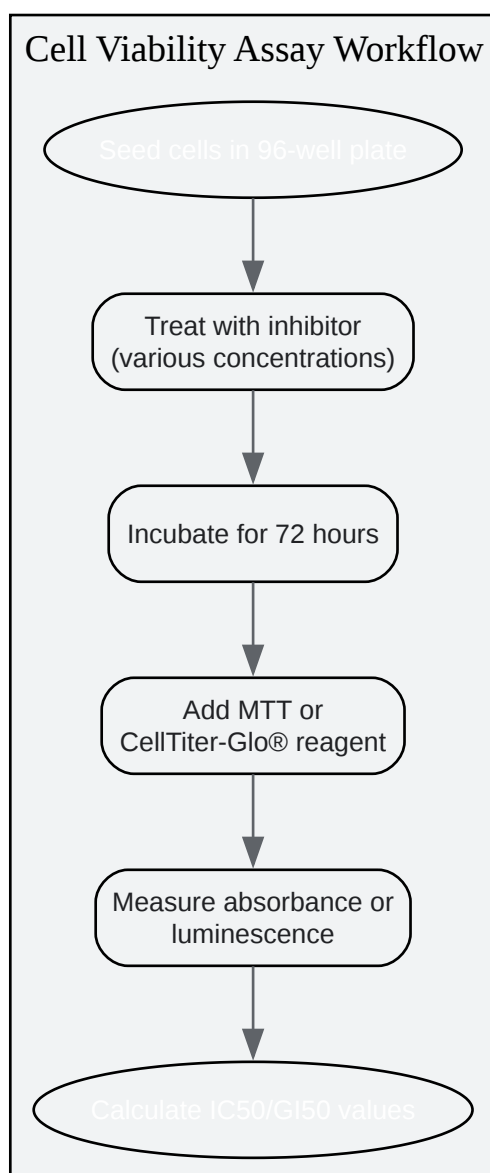 Cell Viability Assay Workflow
Seed cells in 96-well plate
Treat with inhibitor
(various concentrations)
Incubate for 72 hours
Add MTT or
CellTiter-Glo® reagent
Measure absorbance or
luminescence
Calculate IC50/GI50 values